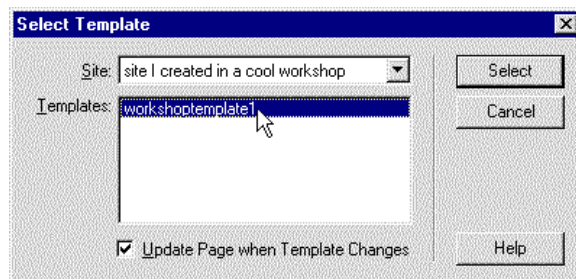 Select Template
Site: site I created in a cool workshop
Select
Templates: workshoptemplate1
Cancel
Update Page when Template Changes
Help